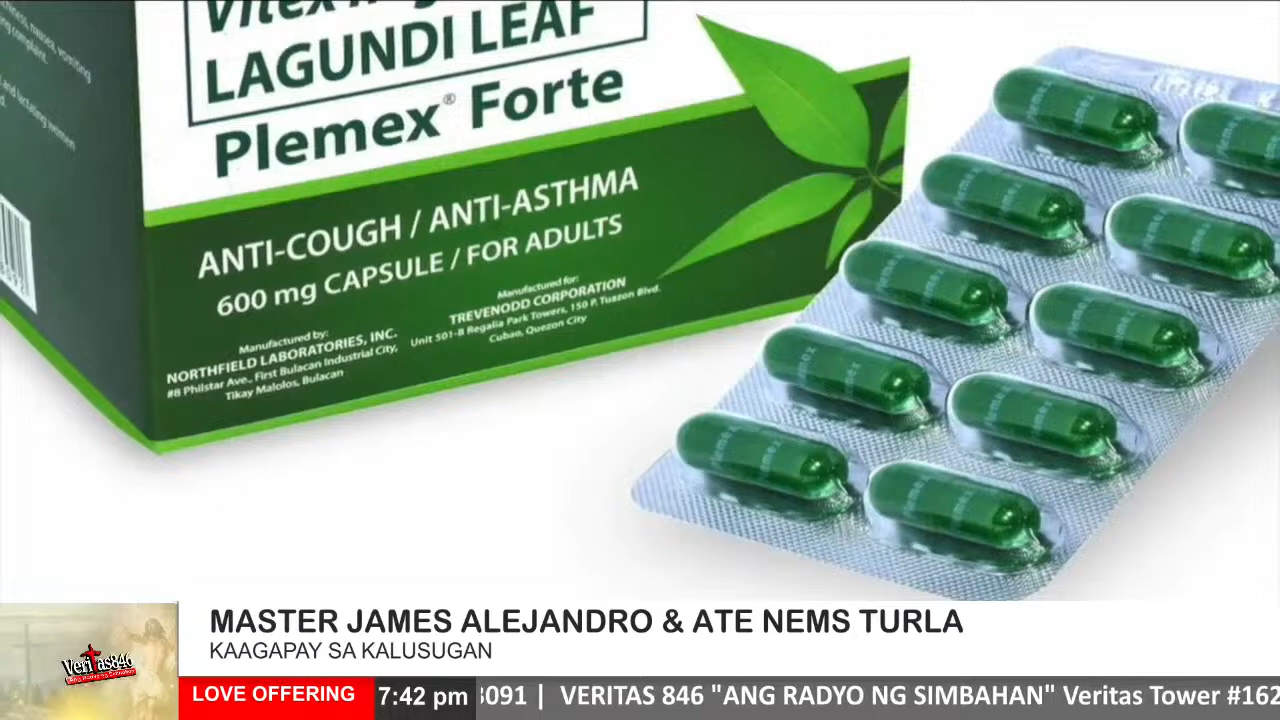 LAGUNDI LEAF
Plemex® Forte
ANTI-COUGH / ANTI-ASTHMA
600 mg CAPSULE / FOR ADULTS
Manufactured by:
NORTHFIELD LABORATORIES, INC.
#8 Philstar Ave., First Bulacan Industrial City,
Tikay Malolos, Bulacan
Manufactured for:
TREVENODD CORPORATION
Unit 501-B Regalia Park Towers, 150 P. Tuazon Blvd.
Cubao, Quezon City
MASTER JAMES ALEJANDRO & ATE NEMS TURLA
KAAGAPAY SA KALUSUGAN
Veritas846
LOVE OFFERING
7:42 pm
3091 | VERITAS 846 "ANG RADYO NG SIMBAHAN" Veritas Tower #162